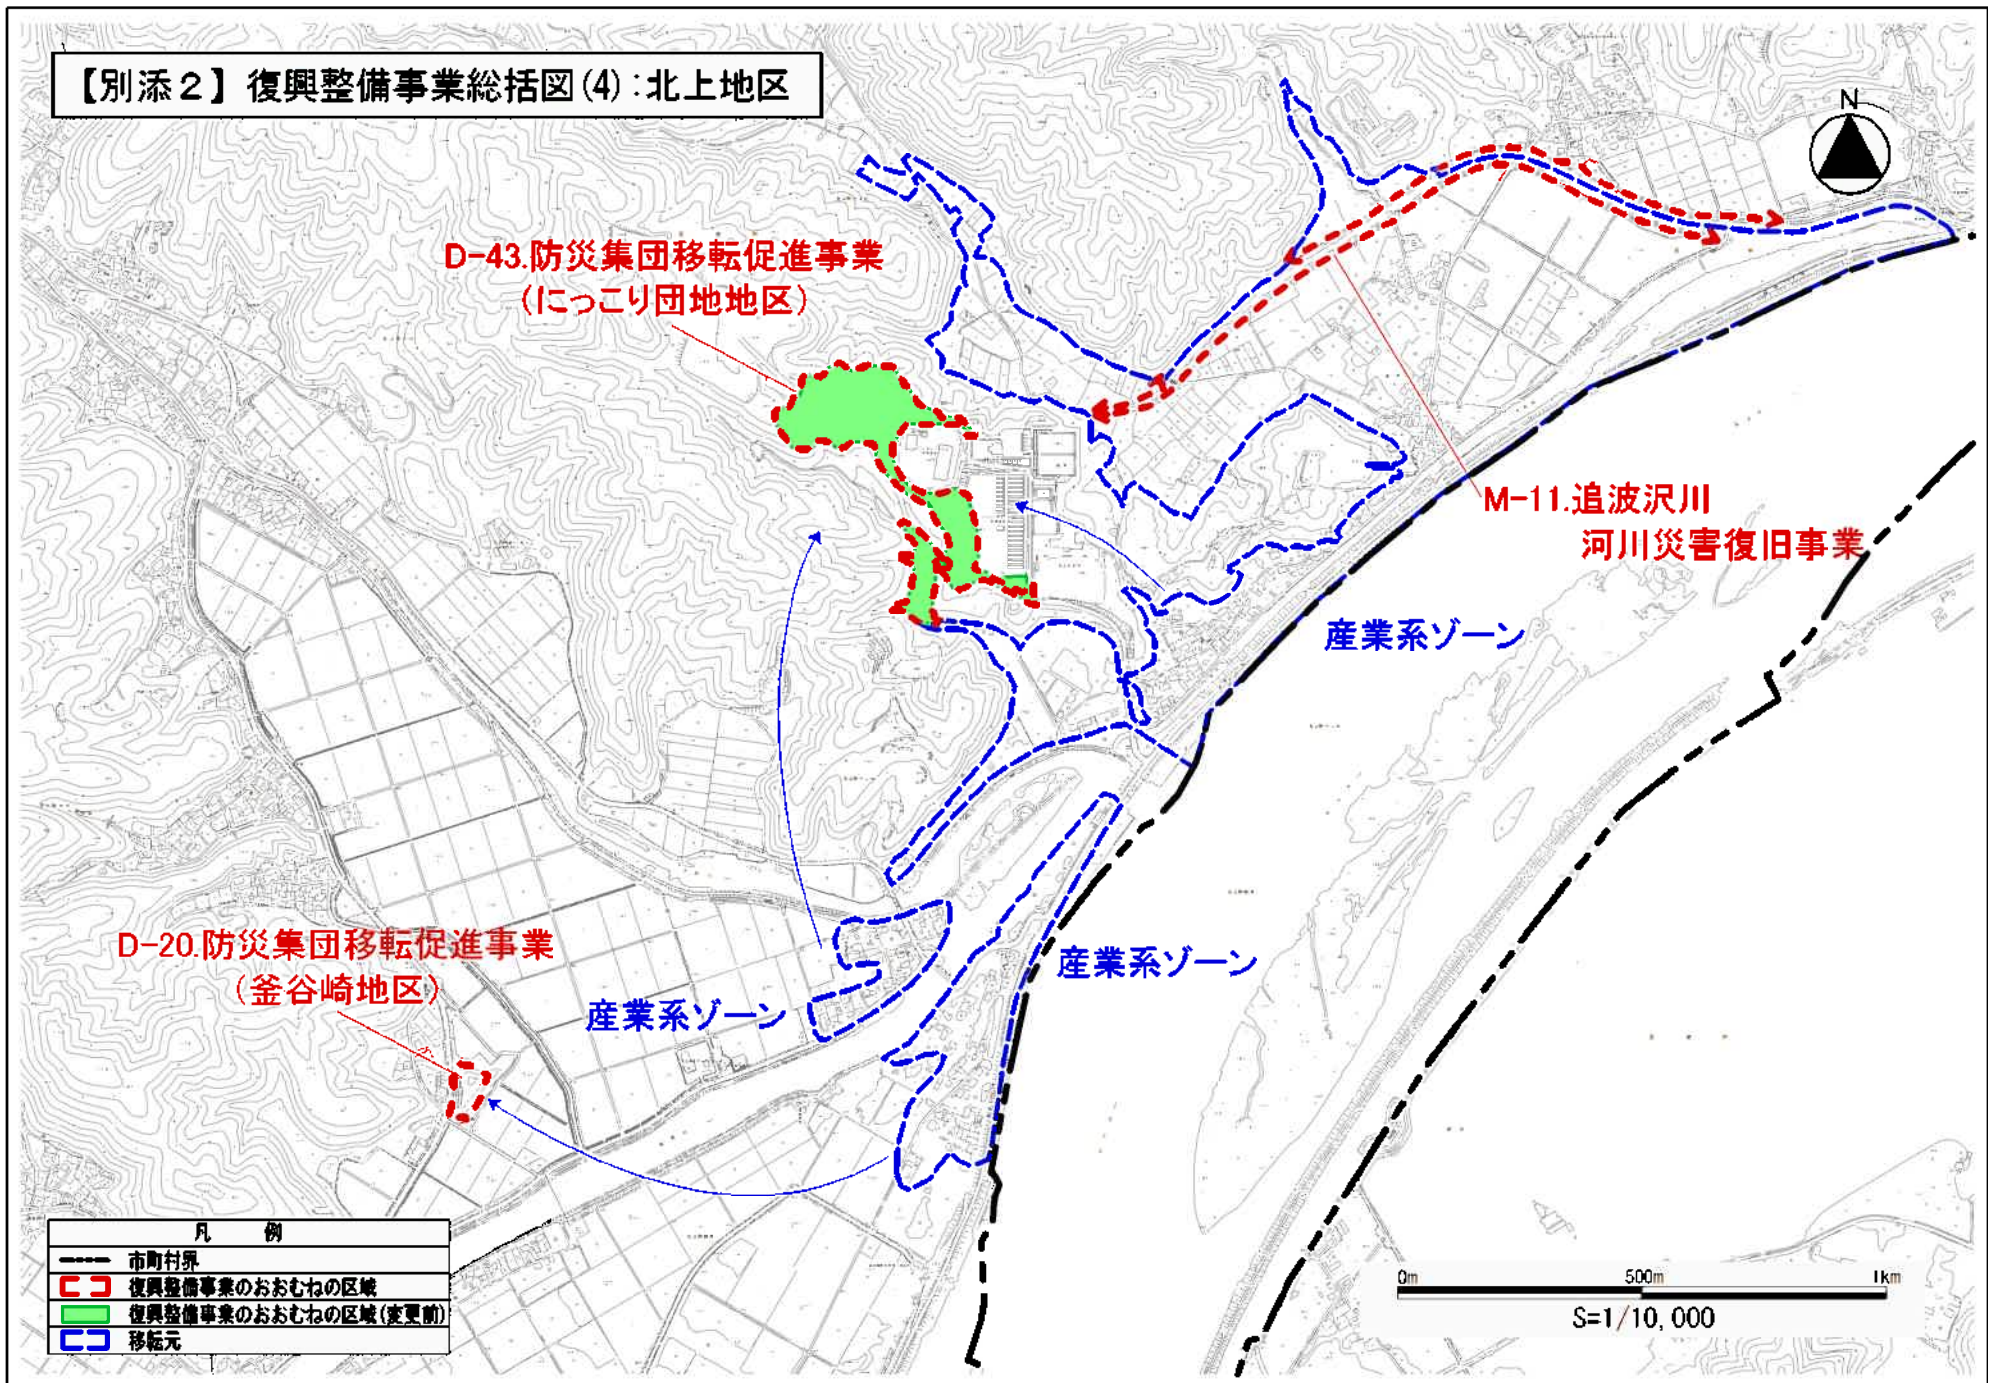 【別添２】復興整備事業総括図(4):北上地区
N
D-43.防災集団移転促進事業
(にっこり団地地区)
M-11.追波沢川
河川災害復旧事業
産業系ゾーン
産業系ゾーン
D-20.防災集団移転促進事業
(釜谷崎地区)
産業系ゾーン
凡 例
市町村界
復興整備事業のおおむねの区域
復興整備事業のおおむねの区域(変更前)
移転元
0m 500m 1km
S=1/10,000